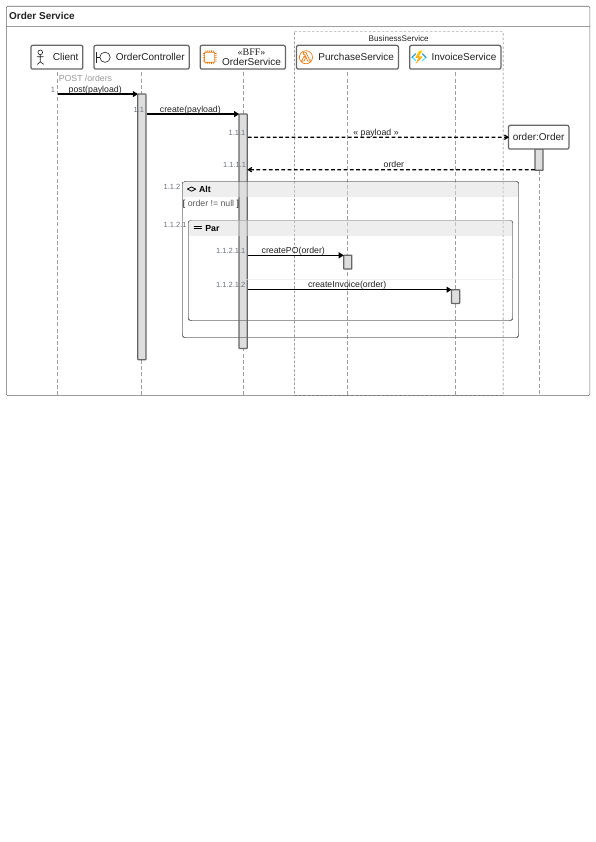 Order Service
BusinessService
Client
OrderController
«BFF»
OrderService
PurchaseService
InvoiceService
POST /orders
1 post(payload)
1.1 create(payload)
1.1.1 « payload »
order:Order
1.1.1.1 order
1.1.2 Alt
[ order != null ]
1.1.2.1 Par
1.1.2.1.1 createPO(order)
1.1.2.1.2 createInvoice(order)